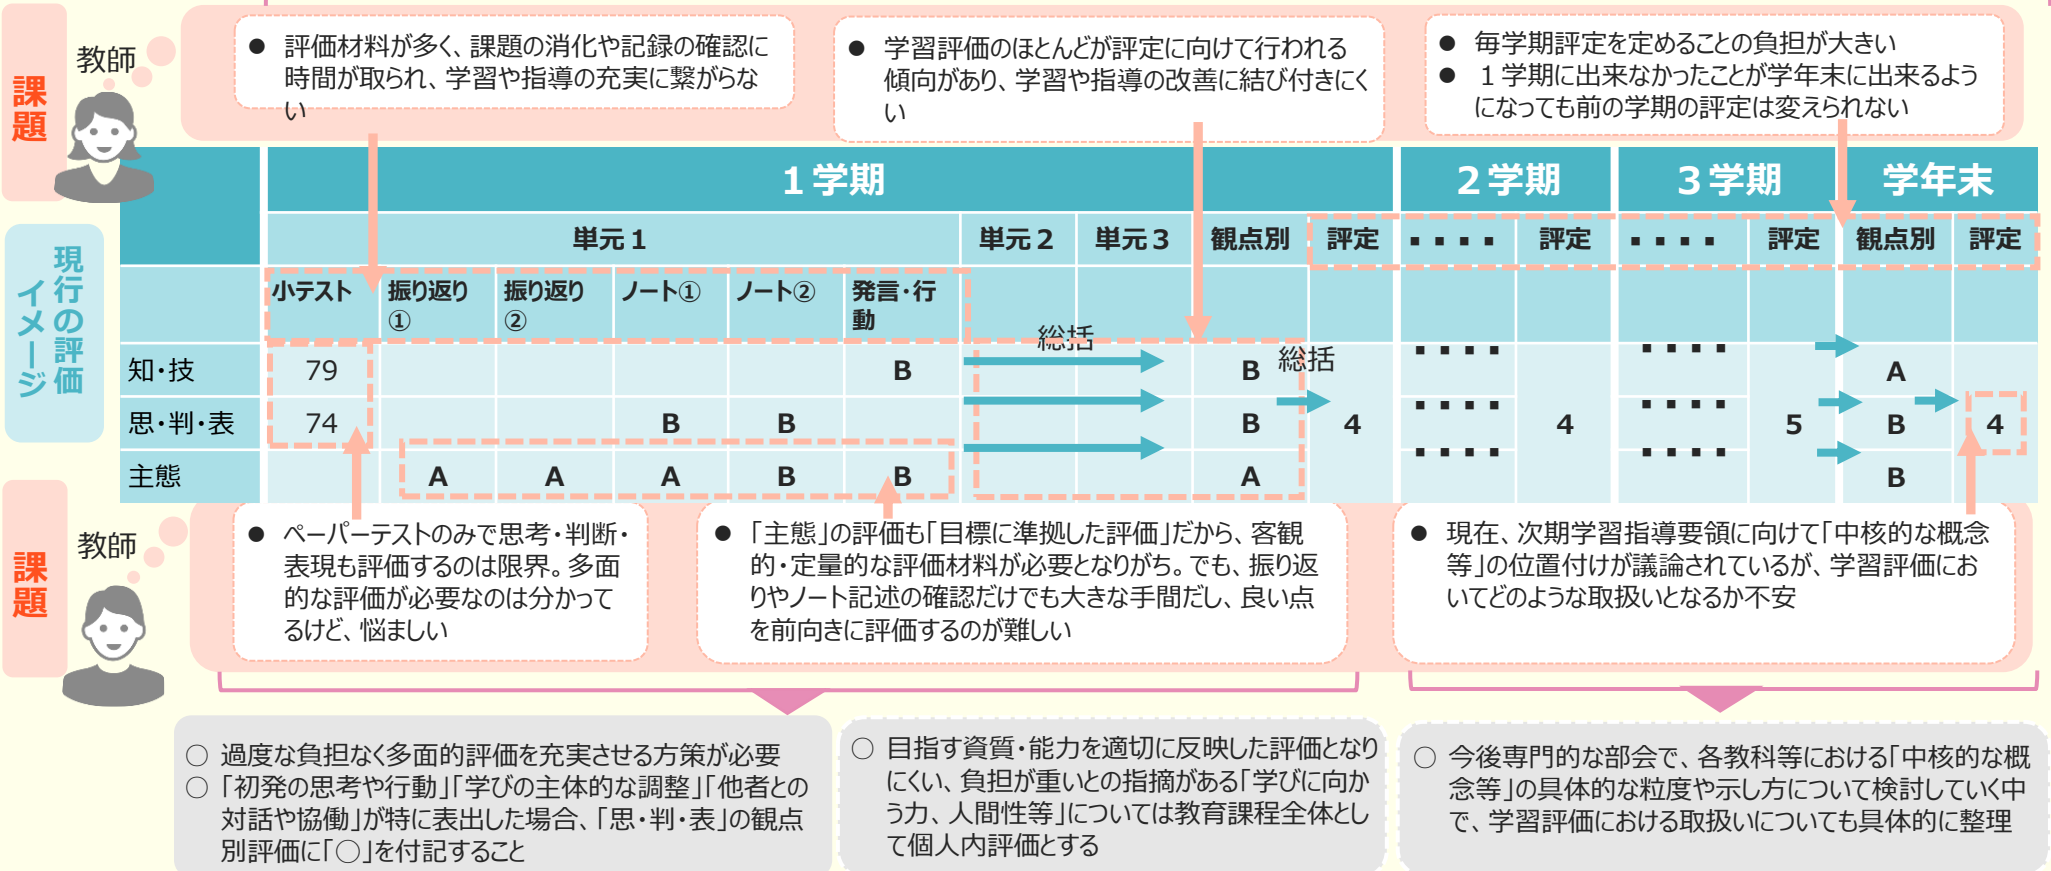 課題
教師
● 評価材料が多く、課題の消化や記録の確認に
時間が取られ、学習や指導の充実に繋がらな
い
● 学習評価のほとんどが評定に向けて行われる
傾向があり、学習や指導の改善に結び付きにく
い
● 毎学期評定を定めることの負担が大きい
● １学期に出来なかったことが学年末に出来るよう
になっても前の学期の評定は変えられない
現行の評価
イメージ
１学期 ２学期 ３学期 学年末
単元１ 単元２ 単元３ 観点別 評定 ▪▪▪▪ 評定 ▪▪▪▪ 評定 観点別 評定
小テスト 振り返り① 振り返り② ノート① ノート② 発言・行動
総括
総括
知・技 79 B B ▪▪▪▪ ▪▪▪▪ A
思・判・表 74 B B B 4 ▪▪▪▪ 4 ▪▪▪▪ 5 B 4
主態 A A A B B A ▪▪▪▪ ▪▪▪▪ B
課題
教師
● ペーパーテストのみで思考・判断・
表現も評価するのは限界。多面
的な評価が必要なのは分かって
るけど、悩ましい
● 「主態」の評価も「目標に準拠した評価」だから、客観
的・定量的な評価材料が必要となりがち。でも、振り返
りやノート記述の確認だけでも大きな手間だし、良い点
を前向きに評価するのが難しい
● 現在、次期学習指導要領に向けて「中核的な概念
等」の位置付けが議論されているが、学習評価にお
いてどのような取扱いとなるか不安
○ 過度な負担なく多面的評価を充実させる方策が必要
○ 「初発の思考や行動」「学びの主体的な調整」「他者との
対話や協働」が特に表出した場合、「思・判・表」の観点
別評価に「○」を付記すること
○ 目指す資質・能力を適切に反映した評価となり
にくい、負担が重いとの指摘がある「学びに向か
う力、人間性等」については教育課程全体とし
て個人内評価とする
○ 今後専門的な部会で、各教科等における「中核的な概
念等」の具体的な粒度や示し方について検討していく中
で、学習評価における取扱いについても具体的に整理